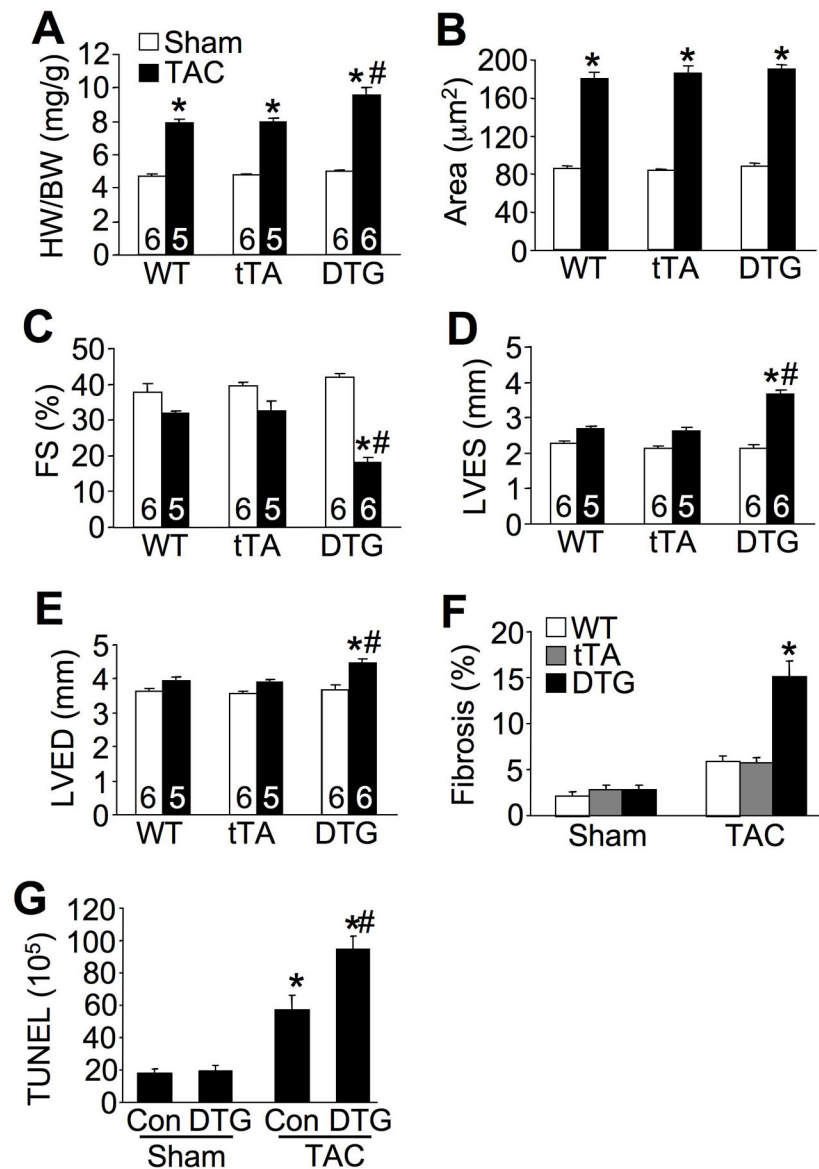 A
Sham
TAC
HW/BW (mg/g)
12
10
8
6
4
2
0
* * *#
6 5 6 5 6 6
WT tTA DTG
B
Area (μm²)
200
160
120
80
40
0
* * *
WT tTA DTG
C
FS (%)
50
40
30
20
10
0
*#
6 5 6 5 6 6
WT tTA DTG
D
LVES (mm)
5
4
3
2
1
0
*#
6 5 6 5 6 6
WT tTA DTG
E
LVED (mm)
5
4
3
2
1
0
*#
6 5 6 5 6 6
WT tTA DTG
F
WT
tTA
DTG
Fibrosis (%)
20
15
10
5
0
*
Sham TAC
G
TUNEL (10⁵)
120
100
80
60
40
20
0
* *#
Con DTG Con DTG
Sham TAC